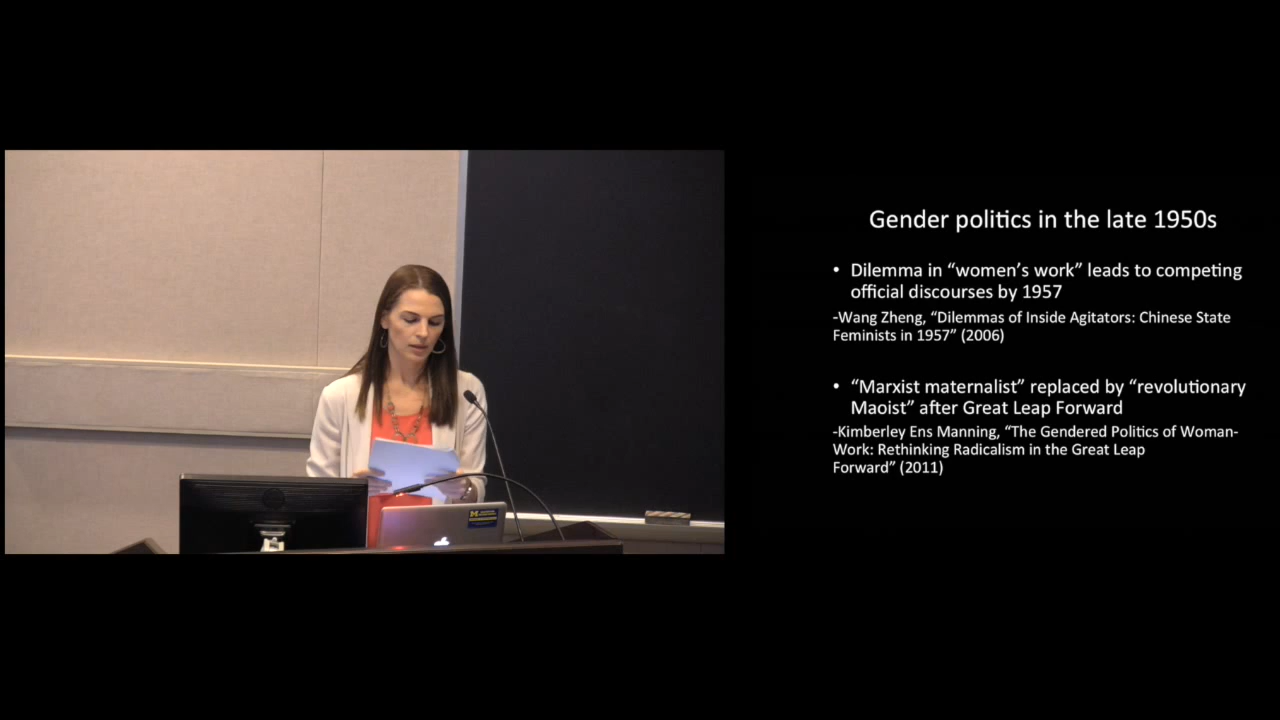 Gender politics in the late 1950s
• Dilemma in “women’s work” leads to competing
official discourses by 1957
-Wang Zheng, “Dilemmas of Inside Agitators: Chinese State
Feminists in 1957” (2006)
• “Marxist maternalist” replaced by “revolutionary
Maoist” after Great Leap Forward
-Kimberley Ens Manning, “The Gendered Politics of Woman-
Work: Rethinking Radicalism in the Great Leap
Forward” (2011)